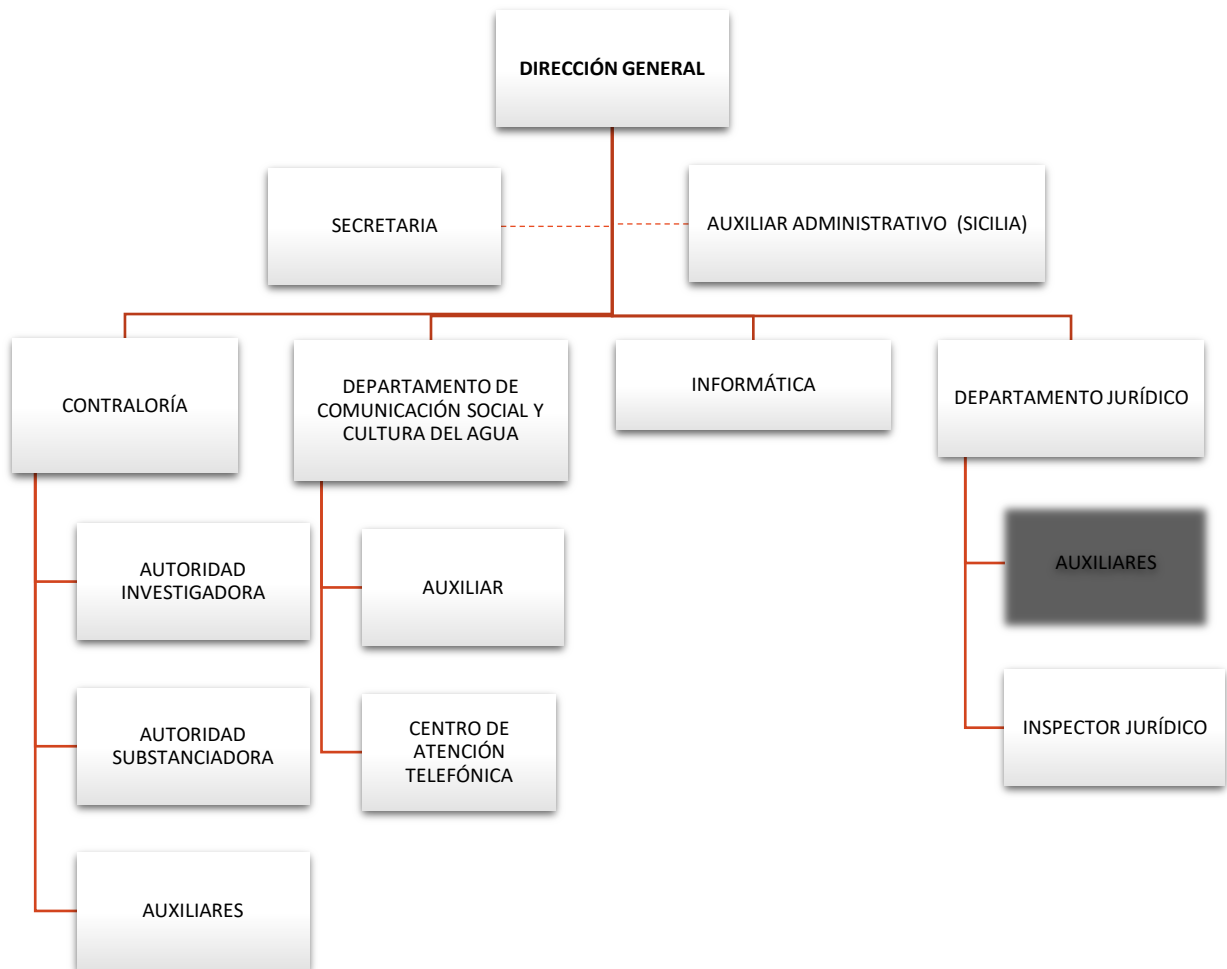 DIRECCIÓN GENERAL
SECRETARIA
AUXILIAR ADMINISTRATIVO (SICILIA)
CONTRALORÍA
DEPARTAMENTO DE
COMUNICACIÓN SOCIAL Y
CULTURA DEL AGUA
INFORMÁTICA
DEPARTAMENTO JURÍDICO
AUTORIDAD
INVESTIGADORA
AUXILIAR
AUXILIARES
AUTORIDAD
SUBSTANCIADORA
CENTRO DE
ATENCIÓN
TELEFÓNICA
INSPECTOR JURÍDICO
AUXILIARES